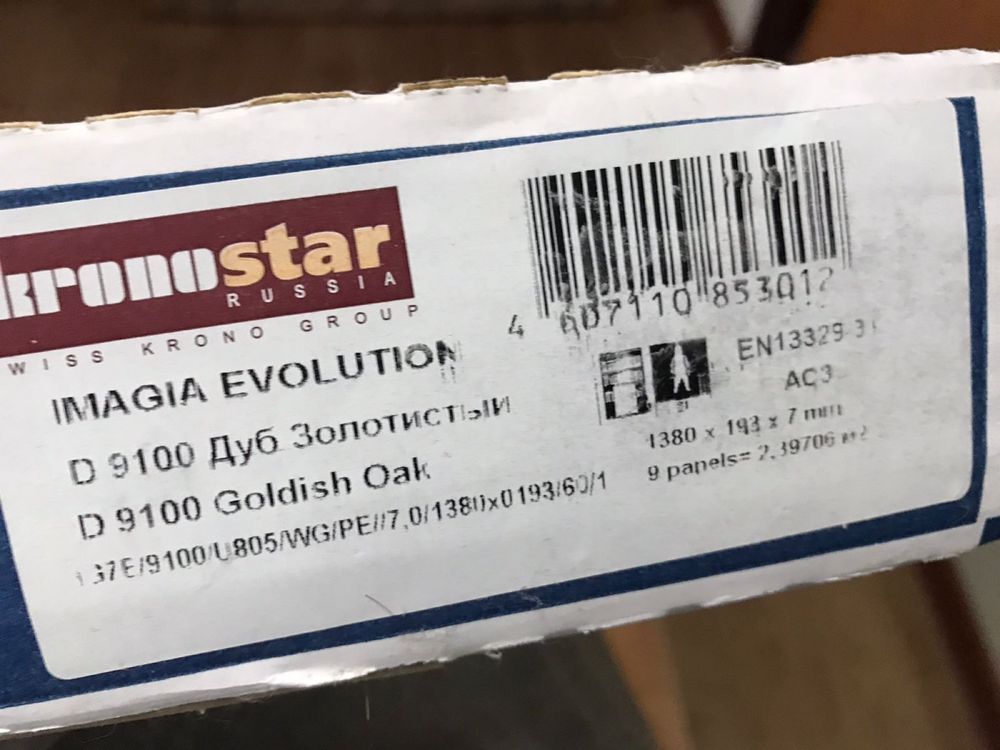 kronostar
RUSSIA
WISS KRONO GROUP
IMAGIA EVOLUTION
D 9100 Дуб Золотистый
D 9100 Goldish Oak
37E/9100/U805/WG/PE//7,0/1380x0193/60/1
4 607110 853012
EN13329
AC3
1380 x 193 x 7 mm
9 panels= 2,39706 m2